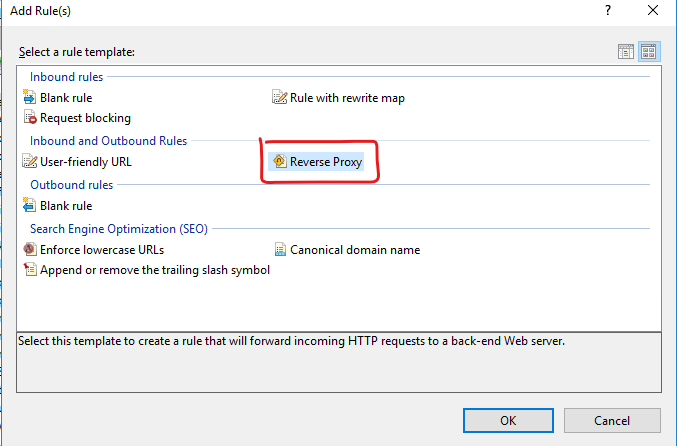 Add Rule(s)
Select a rule template:
Inbound rules
Blank rule
Rule with rewrite map
Request blocking
Inbound and Outbound Rules
User-friendly URL
Reverse Proxy
Outbound rules
Blank rule
Search Engine Optimization (SEO)
Enforce lowercase URLs
Canonical domain name
Append or remove the trailing slash symbol
Select this template to create a rule that will forward incoming HTTP requests to a back-end Web server.
OK
Cancel